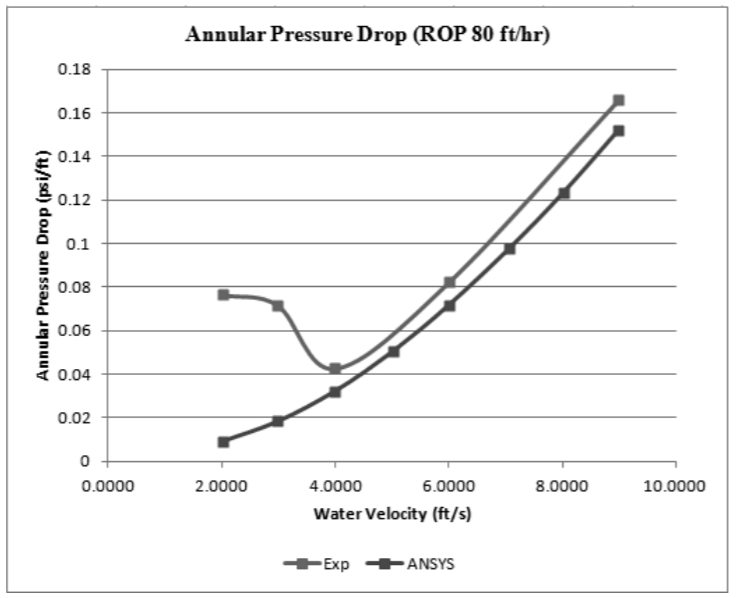 Annular Pressure Drop (ROP 80 ft/hr)
Annular Pressure Drop (psi/ft)
0.18
0.16
0.14
0.12
0.1
0.08
0.06
0.04
0.02
0
0.0000 2.0000 4.0000 6.0000 8.0000 10.0000
Water Velocity (ft/s)
Exp ANSYS